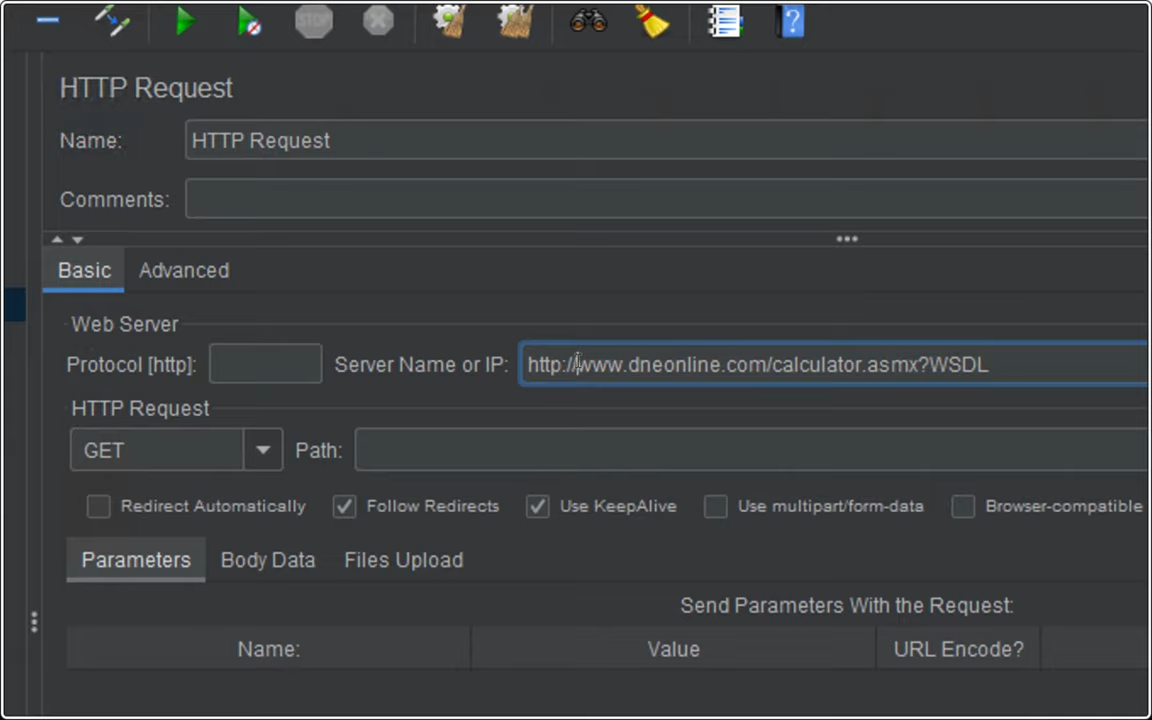 STOP
?
HTTP Request
Name: HTTP Request
Comments:
Basic Advanced
Web Server
Protocol [http]: Server Name or IP: http://www.dneonline.com/calculator.asmx?WSDL
HTTP Request
GET Path:
Redirect Automatically Follow Redirects Use KeepAlive Use multipart/form-data Browser-compatible
Parameters Body Data Files Upload
Send Parameters With the Request:
Name: Value URL Encode?